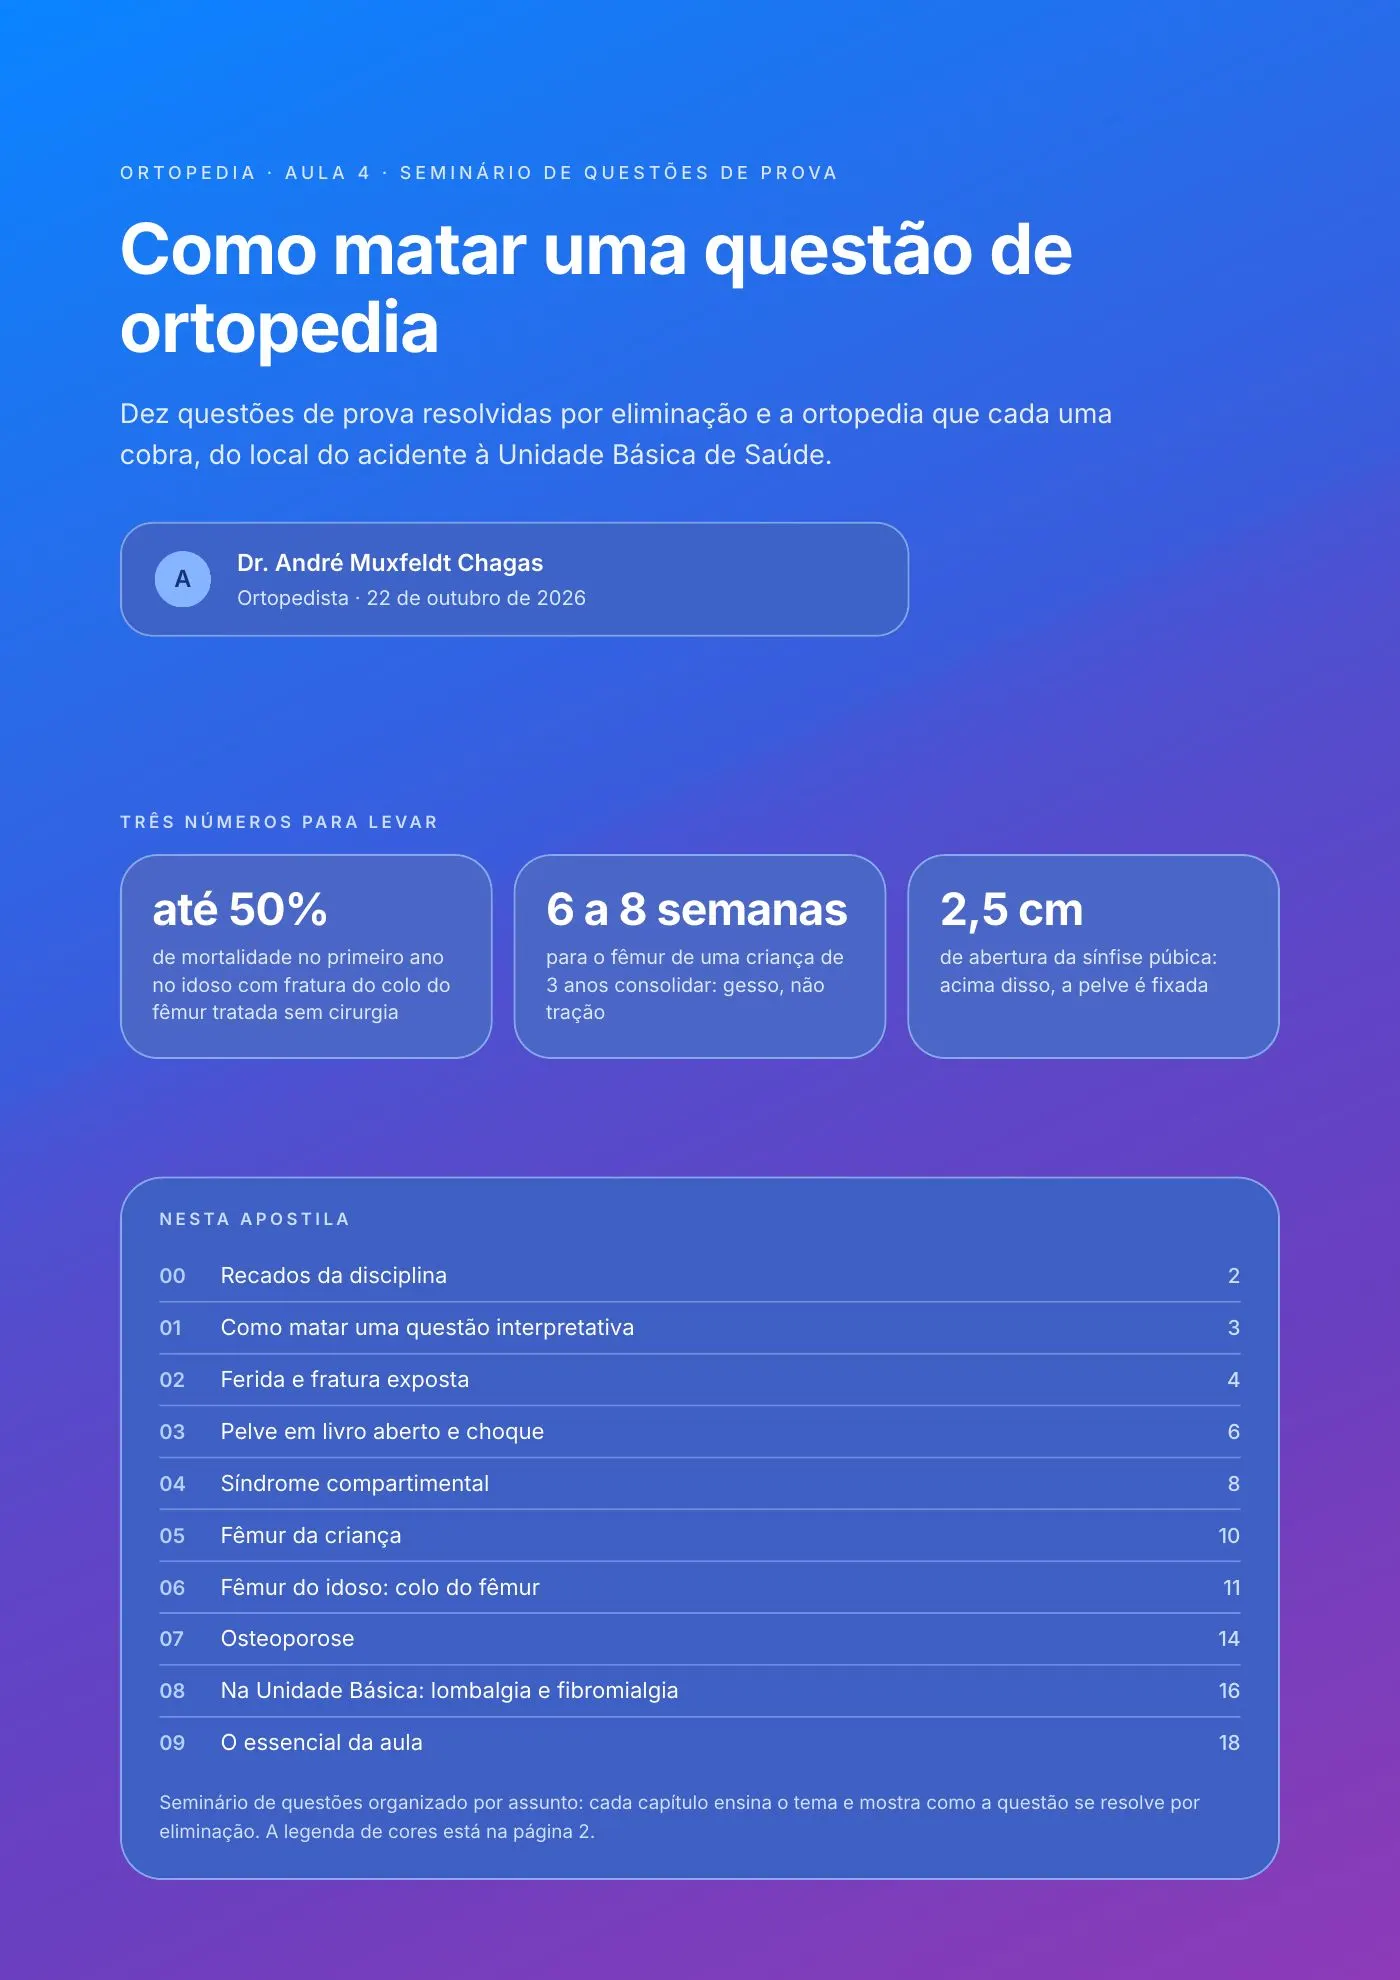 ORTOPEDIA · AULA 4 · SEMINÁRIO DE QUESTÕES DE PROVA
Como matar uma questão de
ortopedia
Dez questões de prova resolvidas por eliminação e a ortopedia que cada uma
cobra, do local do acidente à Unidade Básica de Saúde.
A
Dr. André Muxfeldt Chagas
Ortopedista · 22 de outubro de 2026
TRÊS NÚMEROS PARA LEVAR
até 50%
de mortalidade no primeiro ano
no idoso com fratura do colo do
fêmur tratada sem cirurgia
6 a 8 semanas
para o fêmur de uma criança de
3 anos consolidar: gesso, não
tração
2,5 cm
de abertura da sínfise púbica:
acima disso, a pelve é fixada
NESTA APOSTILA
00 Recados da disciplina 2
01 Como matar uma questão interpretativa 3
02 Ferida e fratura exposta 4
03 Pelve em livro aberto e choque 6
04 Síndrome compartimental 8
05 Fêmur da criança 10
06 Fêmur do idoso: colo do fêmur 11
07 Osteoporose 14
08 Na Unidade Básica: lombalgia e fibromialgia 16
09 O essencial da aula 18
Seminário de questões organizado por assunto: cada capítulo ensina o tema e mostra como a questão se resolve por
eliminação. A legenda de cores está na página 2.